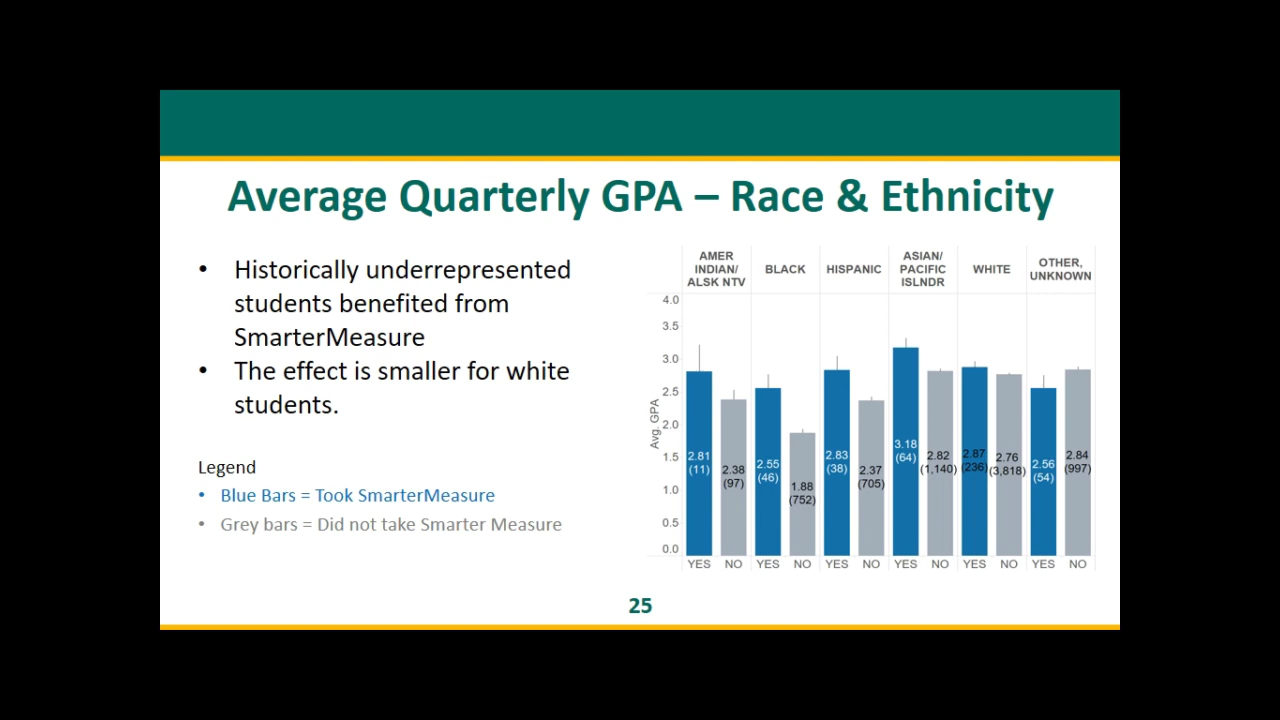 Average Quarterly GPA – Race & Ethnicity
• Historically underrepresented
students benefited from
SmarterMeasure
• The effect is smaller for white
students.
Legend
• Blue Bars = Took SmarterMeasure
• Grey bars = Did not take Smarter Measure
AMER
INDIAN/
ALSK NTV
BLACK
HISPANIC
ASIAN/
PACIFIC
ISLNDR
WHITE
OTHER,
UNKNOWN
Avg. GPA
4.0
3.5
3.0
2.5
2.0
1.5
1.0
0.5
0.0
2.81
(11)
2.38
(97)
2.55
(46)
1.88
(752)
2.83
(38)
2.37
(705)
3.18
(64)
2.82
(1,140)
2.87
(236)
2.76
(3,818)
2.56
(54)
2.84
(997)
YES NO YES NO YES NO YES NO YES NO YES NO
25